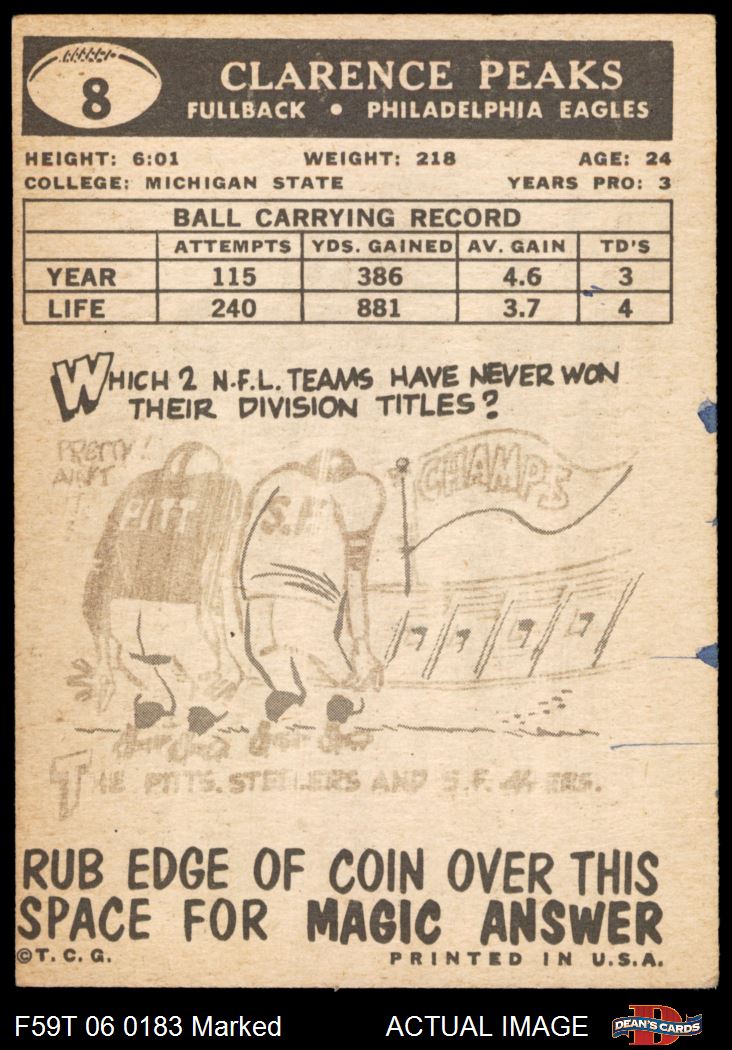 8
CLARENCE PEAKS
FULLBACK • PHILADELPHIA EAGLES
HEIGHT: 6:01 WEIGHT: 218 AGE: 24
COLLEGE: MICHIGAN STATE YEARS PRO: 3
BALL CARRYING RECORD
ATTEMPTS YDS. GAINED AV. GAIN TD'S
YEAR 115 386 4.6 3
LIFE 240 881 3.7 4
WHICH 2 N.F.L. TEAMS HAVE NEVER WON
THEIR DIVISION TITLES?
PRETTY!
AIN'T
IT
PITT
S.F.
CHAMPS
THE PITTS. STEELERS AND S.F. 49 ERS.
RUB EDGE OF COIN OVER THIS
SPACE FOR MAGIC ANSWER
©T.C.G. PRINTED IN U.S.A.
F59T 06 0183 Marked ACTUAL IMAGE
D
DEAN'S CARDS